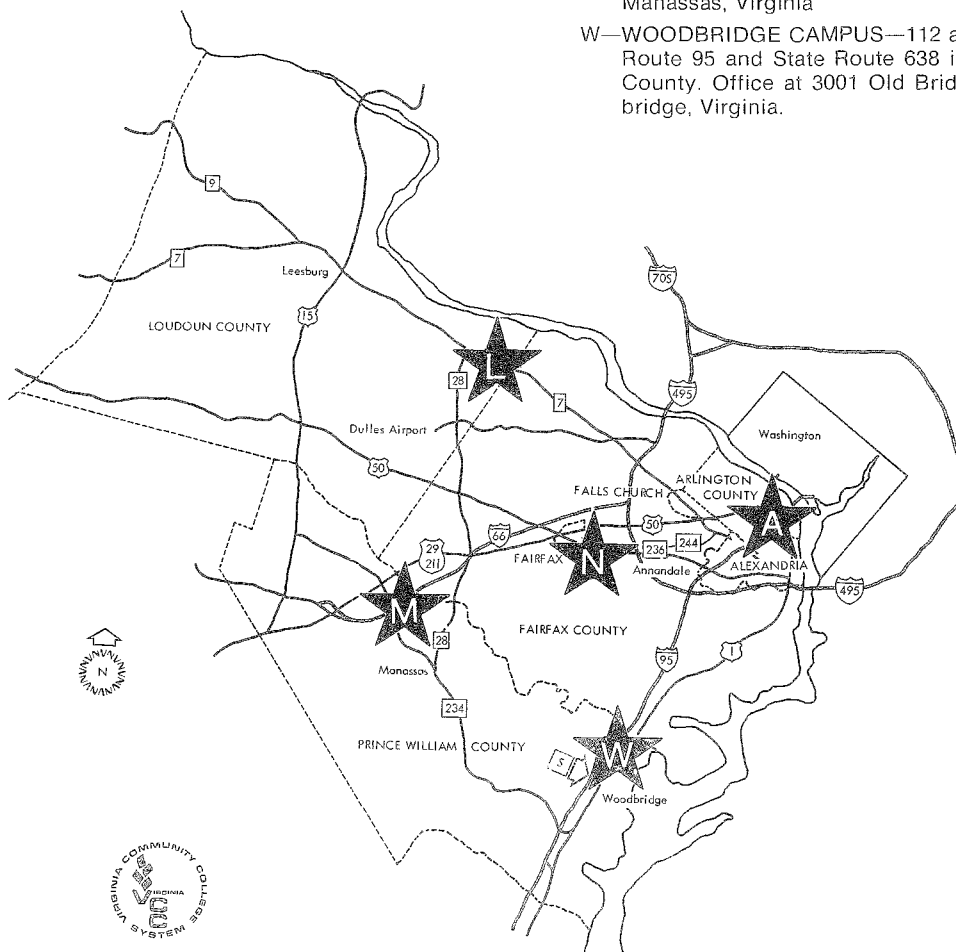 Manassas, Virginia
W—WOODBRIDGE CAMPUS—112 a
Route 95 and State Route 638 i
County. Office at 3001 Old Brid
bridge, Virginia.
9
7
Leesburg
15
LOUDOUN COUNTY
70S
L
28
7
495
Dulles Airport
Washington
50
ARLINGTON
COUNTY
FALLS CHURCH
A
66
50
29
211
FAIRFAX
N
236
244
Annandale
ALEXANDRIA
495
M
FAIRFAX COUNTY
N
28
95
1
Manassas
234
PRINCE WILLIAM COUNTY
W
S
Woodbridge
VIRGINIA COMMUNITY COLLEGE
SYSTEM
VIRGINIA
VCC